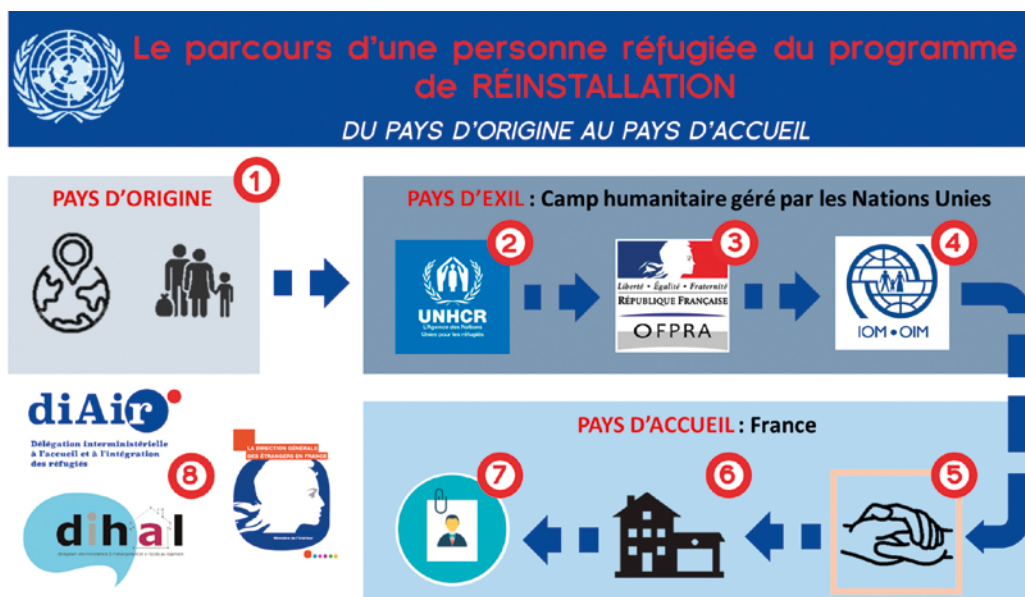 Le parcours d'une personne réfugiée du programme
de RÉINSTALLATION
DU PAYS D'ORIGINE AU PAYS D'ACCUEIL
PAYS D'ORIGINE
1
PAYS D'EXIL : Camp humanitaire géré par les Nations Unies
2
UNHCR
L'Agence des Nations
Unies pour les réfugiés
3
Liberté • Égalité • Fraternité
RÉPUBLIQUE FRANÇAISE
OFPRA
4
IOM • OIM
PAYS D'ACCUEIL : France
5
6
7
8
diAir
Délégation interministérielle
à l'accueil et à l'intégration
des réfugiés
LA DIRECTION GÉNÉRALE
DES ÉTRANGERS EN FRANCE
Ministère de l'Intérieur
dihal